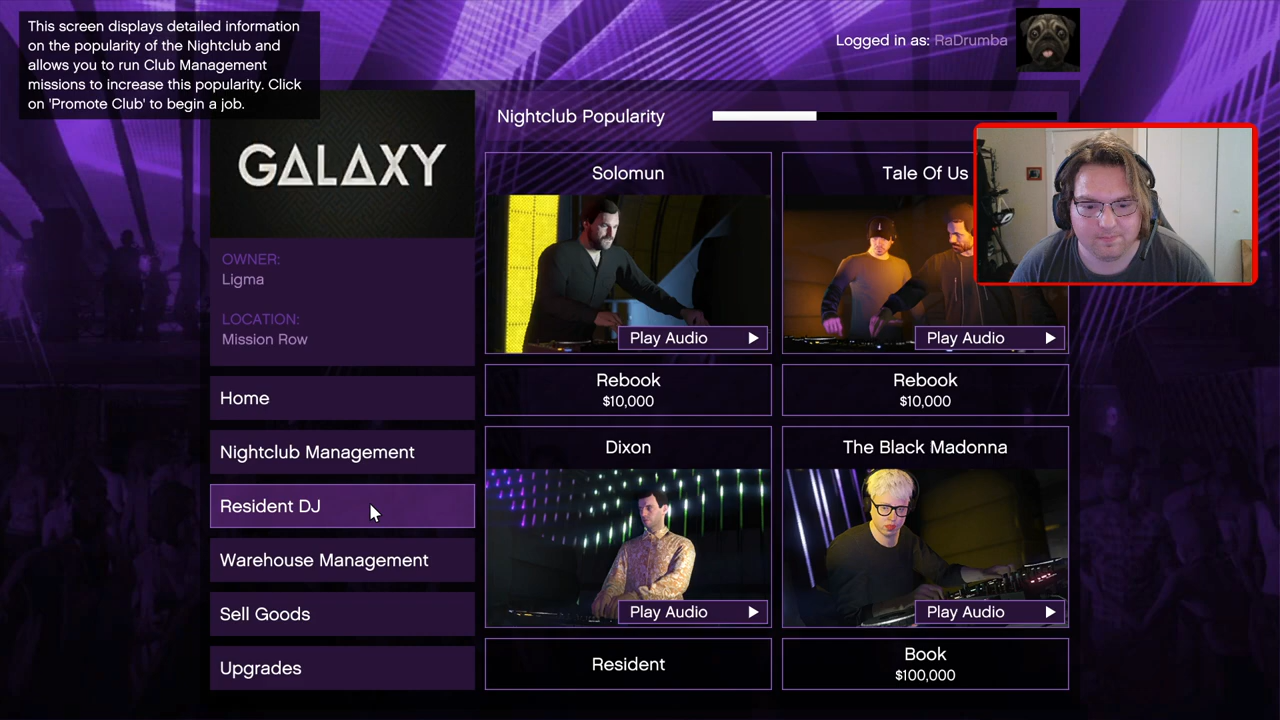 This screen displays detailed information
on the popularity of the Nightclub and
allows you to run Club Management
missions to increase this popularity. Click
on 'Promote Club' to begin a job.
Logged in as: RaDrumba
GALAXY
OWNER:
Ligma
LOCATION:
Mission Row
Home
Nightclub Management
Resident DJ
Warehouse Management
Sell Goods
Upgrades
Nightclub Popularity
Solomun
Play Audio
Rebook
$10,000
Tale Of Us
Play Audio
Rebook
$10,000
Dixon
Play Audio
Resident
The Black Madonna
Play Audio
Book
$100,000